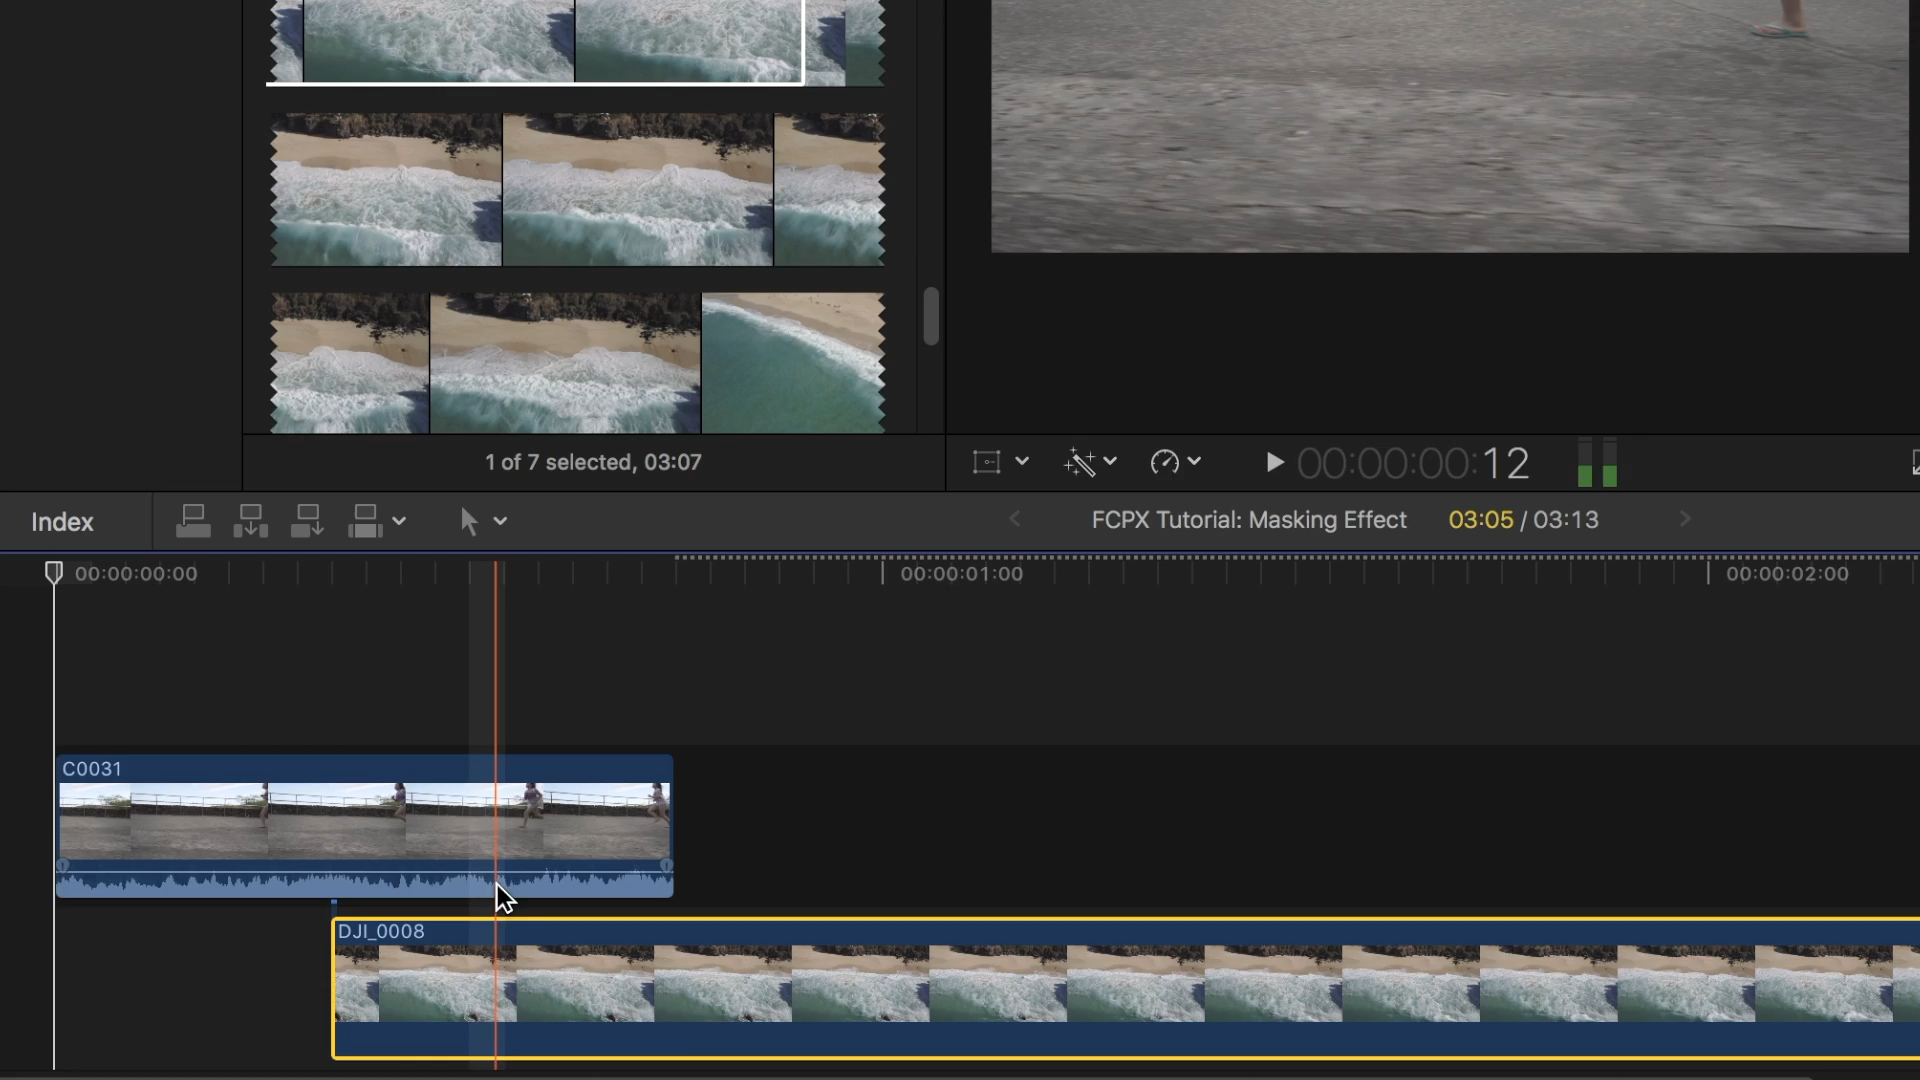 1 of 7 selected, 03:07
00:00:00:12
Index
FCPX Tutorial: Masking Effect
03:05 / 03:13
00:00:00:00
00:00:01:00
00:00:02:00
C0031
DJI_0008